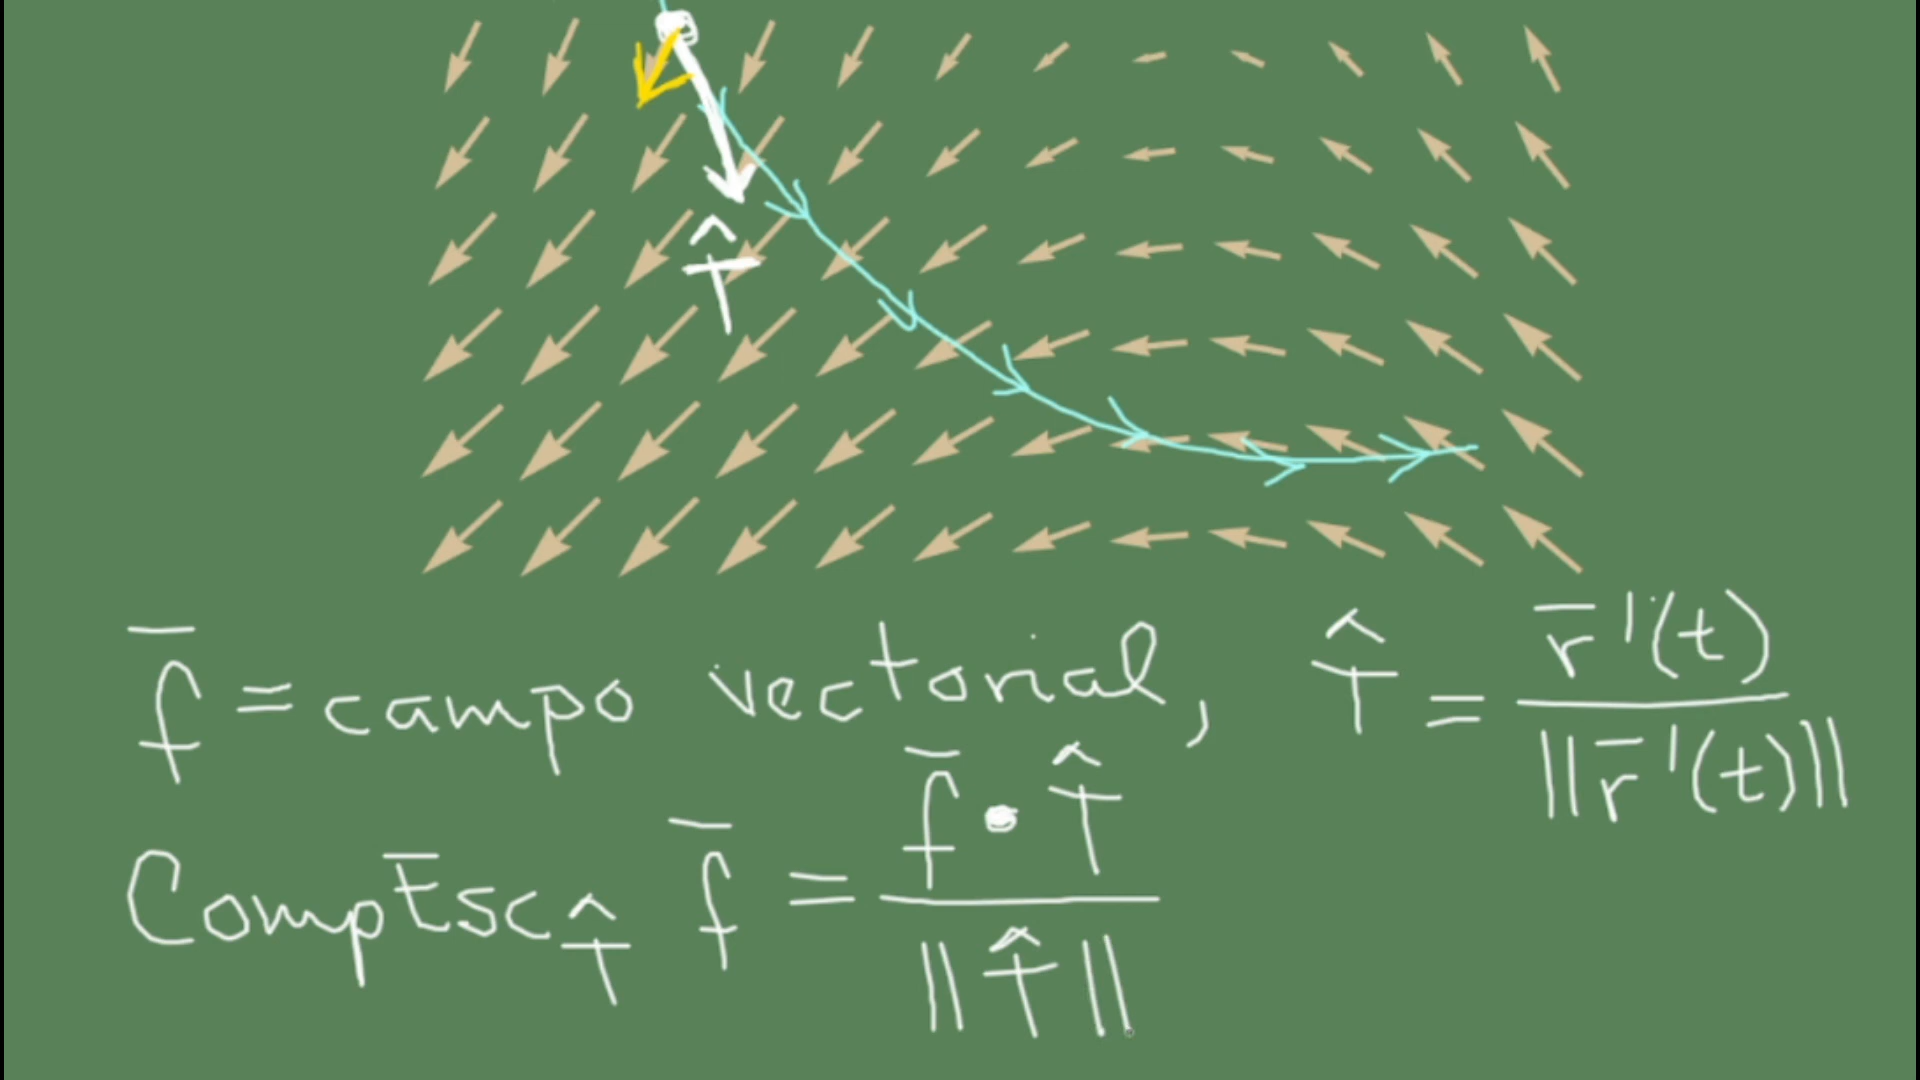 T̂
f̅ = campo vectorial, T̂ = r̅'(t) / ||r̅'(t)||
CompEsc_T̂ f̅ = f̅ • T̂ / ||T̂||